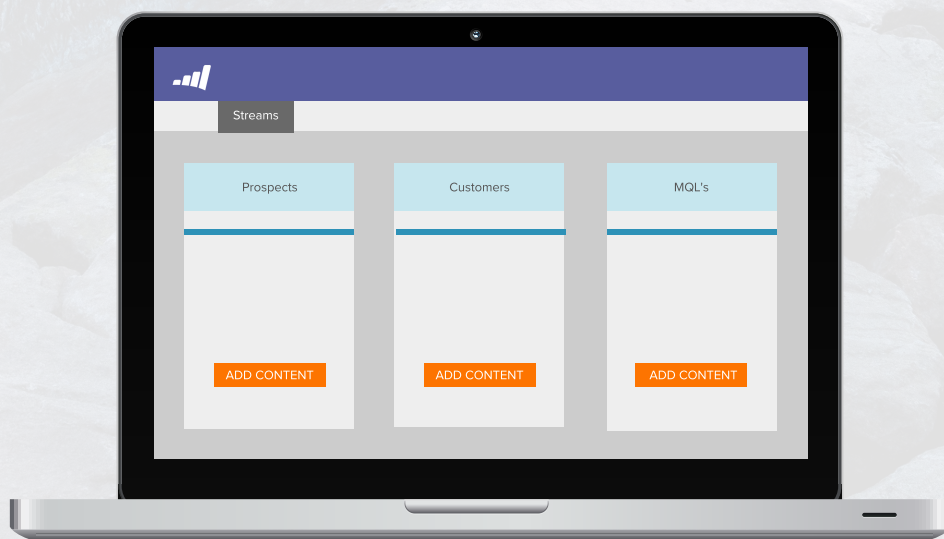 Streams
Prospects
Customers
MQL's
ADD CONTENT
ADD CONTENT
ADD CONTENT